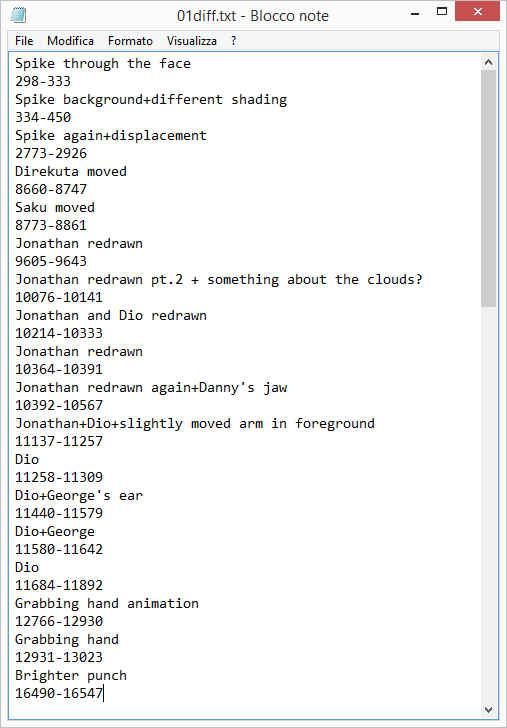 01diff.txt - Blocco note
File Modifica Formato Visualizza ?
Spike through the face
298-333
Spike background+different shading
334-450
Spike again+displacement
2773-2926
Direkuta moved
8660-8747
Saku moved
8773-8861
Jonathan redrawn
9605-9643
Jonathan redrawn pt.2 + something about the clouds?
10076-10141
Jonathan and Dio redrawn
10214-10333
Jonathan redrawn
10364-10391
Jonathan redrawn again+Danny's jaw
10392-10567
Jonathan+Dio+slightly moved arm in foreground
11137-11257
Dio
11258-11309
Dio+George's ear
11440-11579
Dio+George
11580-11642
Dio
11684-11892
Grabbing hand animation
12766-12930
Grabbing hand
12931-13023
Brighter punch
16490-16547